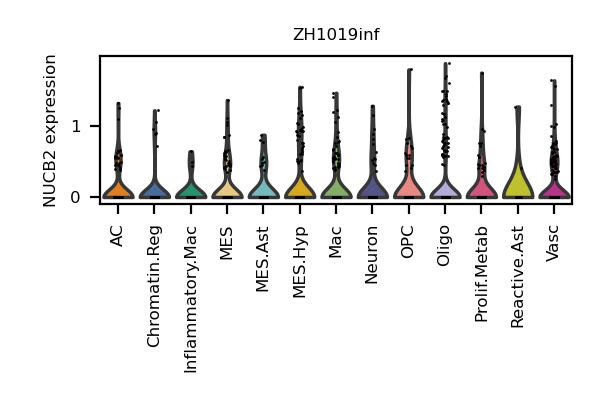 ZH1019inf
NUCB2 expression
1
0
AC
Chromatin.Reg
Inflammatory.Mac
MES
MES.Ast
MES.Hyp
Mac
Neuron
OPC
Oligo
Prolif.Metab
Reactive.Ast
Vasc